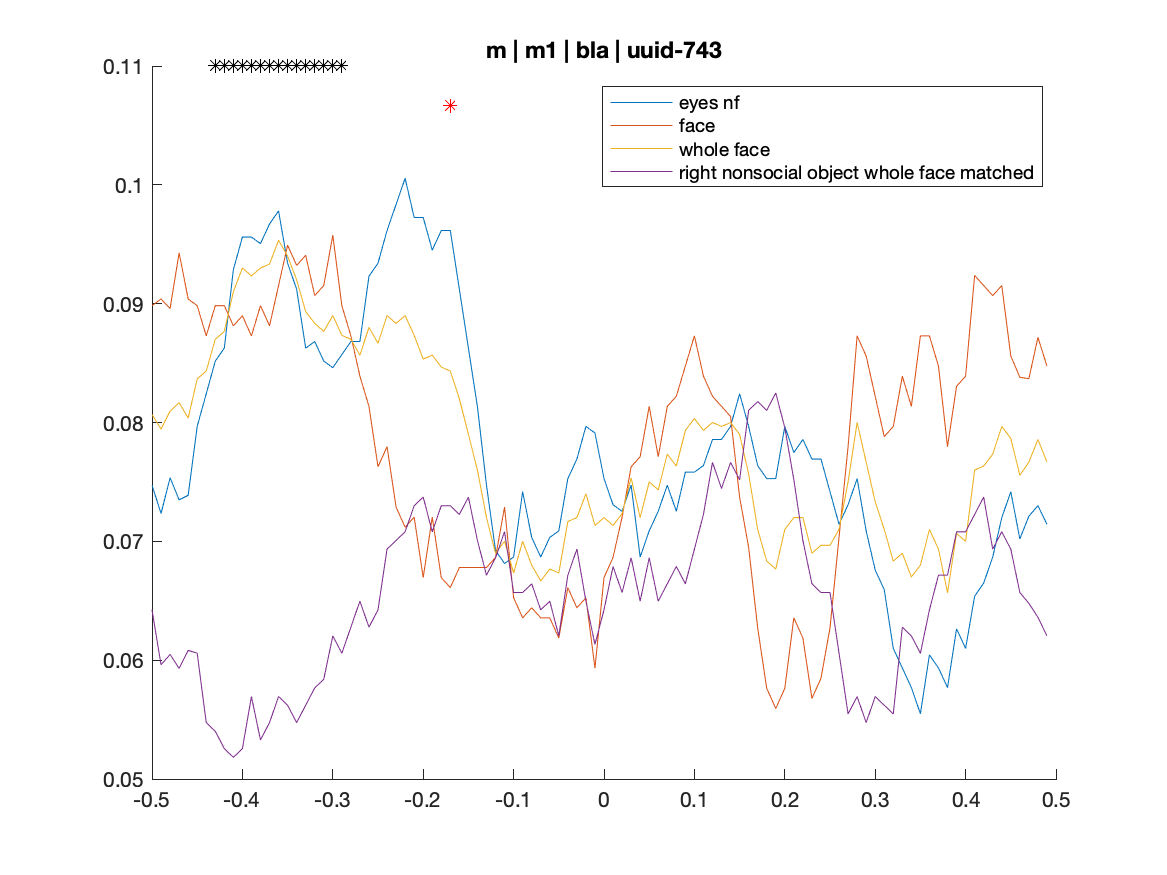 m | m1 | bla | uuid-743
eyes nf
face
whole face
right nonsocial object whole face matched
0.11
0.1
0.09
0.08
0.07
0.06
0.05
-0.5 -0.4 -0.3 -0.2 -0.1 0 0.1 0.2 0.3 0.4 0.5